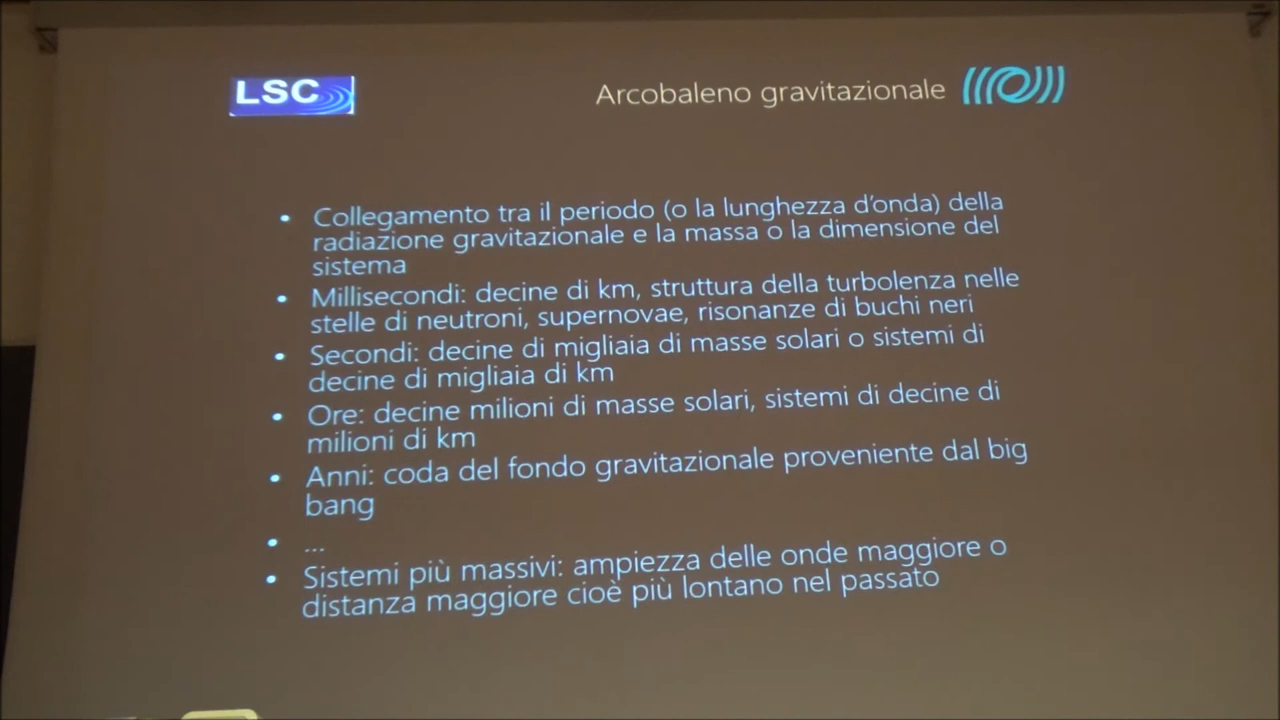 LSC
Arcobaleno gravitazionale
• Collegamento tra il periodo (o la lunghezza d'onda) della
radiazione gravitazionale e la massa o la dimensione del
sistema
• Millisecondi: decine di km, struttura della turbolenza nelle
stelle di neutroni, supernovae, risonanze di buchi neri
• Secondi: decine di migliaia di masse solari o sistemi di
decine di migliaia di km
• Ore: decine milioni di masse solari, sistemi di decine di
milioni di km
• Anni: coda del fondo gravitazionale proveniente dal big
bang
• ...
• Sistemi più massivi: ampiezza delle onde maggiore o
distanza maggiore cioè più lontano nel passato